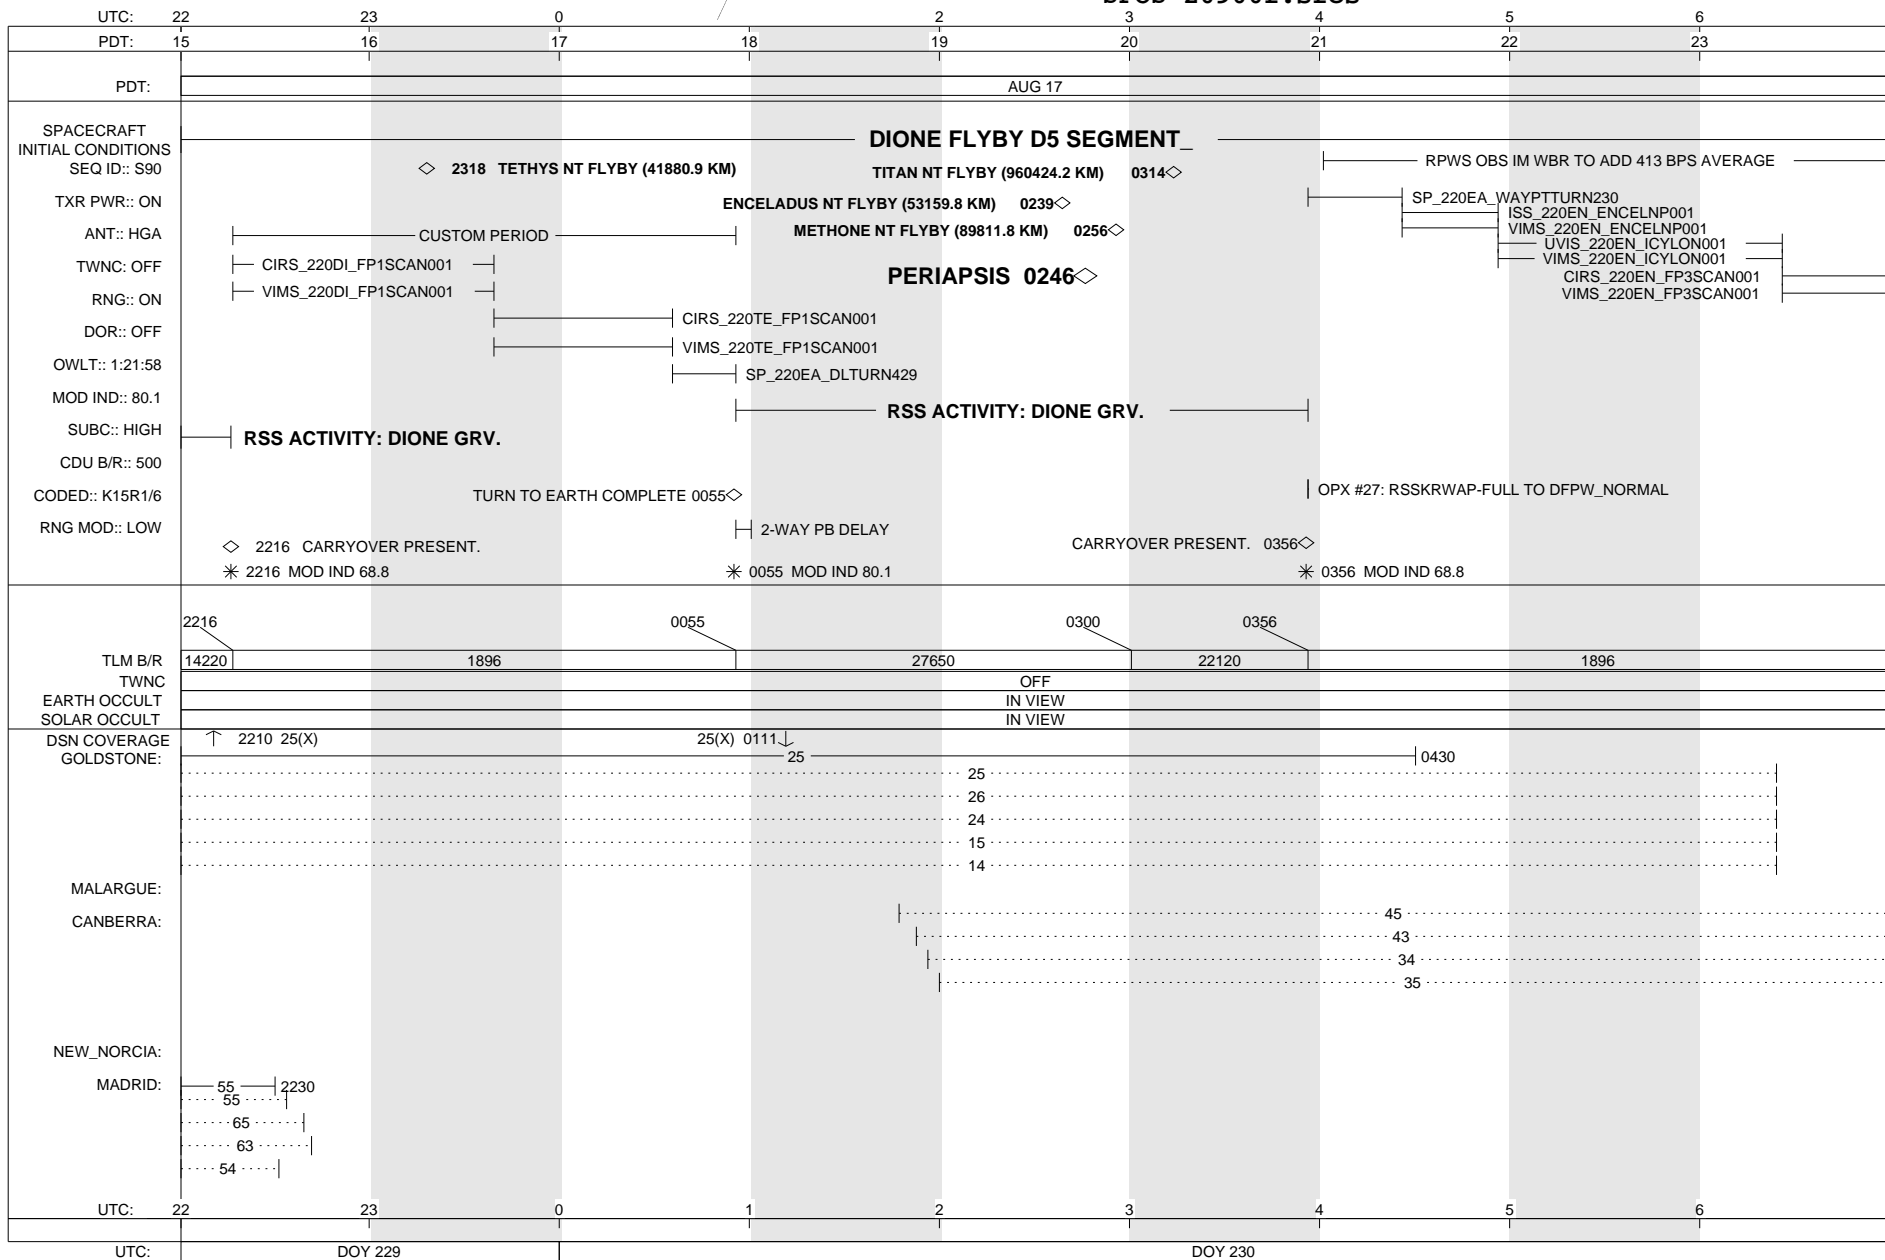 UTC: 22 23 0 2 3 4 5 6
PDT: 15 16 17 18 19 20 21 22 23
PDT: AUG 17
SPACECRAFT
INITIAL CONDITIONS
DIONE FLYBY D5 SEGMENT_
SEQ ID:: S90
2318 TETHYS NT FLYBY (41880.9 KM)
TITAN NT FLYBY (960424.2 KM) 0314
RPWS OBS IM WBR TO ADD 413 BPS AVERAGE
TXR PWR:: ON
ENCELADUS NT FLYBY (53159.8 KM) 0239
SP_220EA_WAYPTTURN230
ISS_220EN_ENCELNP001
VIMS_220EN_ENCELNP001
ANT:: HGA
CUSTOM PERIOD
METHONE NT FLYBY (89811.8 KM) 0256
UVIS_220EN_ICYLON001
VIMS_220EN_ICYLON001
TWNC: OFF
CIRS_220DI_FP1SCAN001
PERIAPSIS 0246
CIRS_220EN_FP3SCAN001
VIMS_220EN_FP3SCAN001
VIMS_220DI_FP1SCAN001
RNG:: ON
CIRS_220TE_FP1SCAN001
DOR:: OFF
VIMS_220TE_FP1SCAN001
OWLT:: 1:21:58
SP_220EA_DLTURN429
MOD IND:: 80.1
RSS ACTIVITY: DIONE GRV.
SUBC:: HIGH
RSS ACTIVITY: DIONE GRV.
CDU B/R:: 500
CODED:: K15R1/6
TURN TO EARTH COMPLETE 0055
OPX #27: RSSKRWAP-FULL TO DFPW_NORMAL
RNG MOD:: LOW
2-WAY PB DELAY
2216 CARRYOVER PRESENT.
CARRYOVER PRESENT. 0356
2216 MOD IND 68.8
0055 MOD IND 80.1
0356 MOD IND 68.8
2216 0055 0300 0356
TLM B/R 14220 1896 27650 22120 1896
TWNC OFF
EARTH OCCULT IN VIEW
SOLAR OCCULT IN VIEW
DSN COVERAGE 2210 25(X) 25(X) 0111
GOLDSTONE: 25 0430
25
26
24
15
14
MALARGUE:
CANBERRA: 45
43
34
35
NEW_NORCIA:
MADRID: 55 2230
55
65
63
54
UTC: 22 23 0 1 2 3 4 5 6
UTC: DOY 229 DOY 230